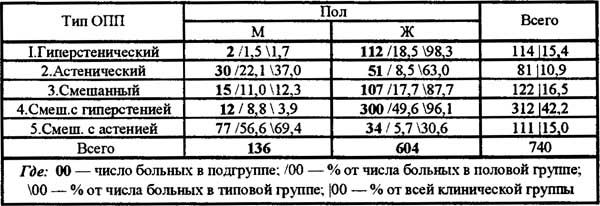 Тип ОПП Пол Всего
М Ж
1.Гиперстенический 2 /1,5 \1,7 112 /18,5 \98,3 114 |15,4
2.Астенический 30 /22,1 \37,0 51 / 8,5 \63,0 81 |10,9
3.Смешанный 15 /11,0 \12,3 107 /17,7 \87,7 122 |16,5
4.Смеш.с гиперстенией 12 / 8,8 \ 3,9 300 /49,6 \96,1 312 |42,2
5.Смеш. с астенией 77 /56,6 \69,4 34 / 5,7 \30,6 111 |15,0
Всего 136 604 740
Где: 00 — число больных в подгруппе; /00 — % от числа больных в половой группе;
\00 — % от числа больных в типовой группе; |00 — % от всей клинической группы